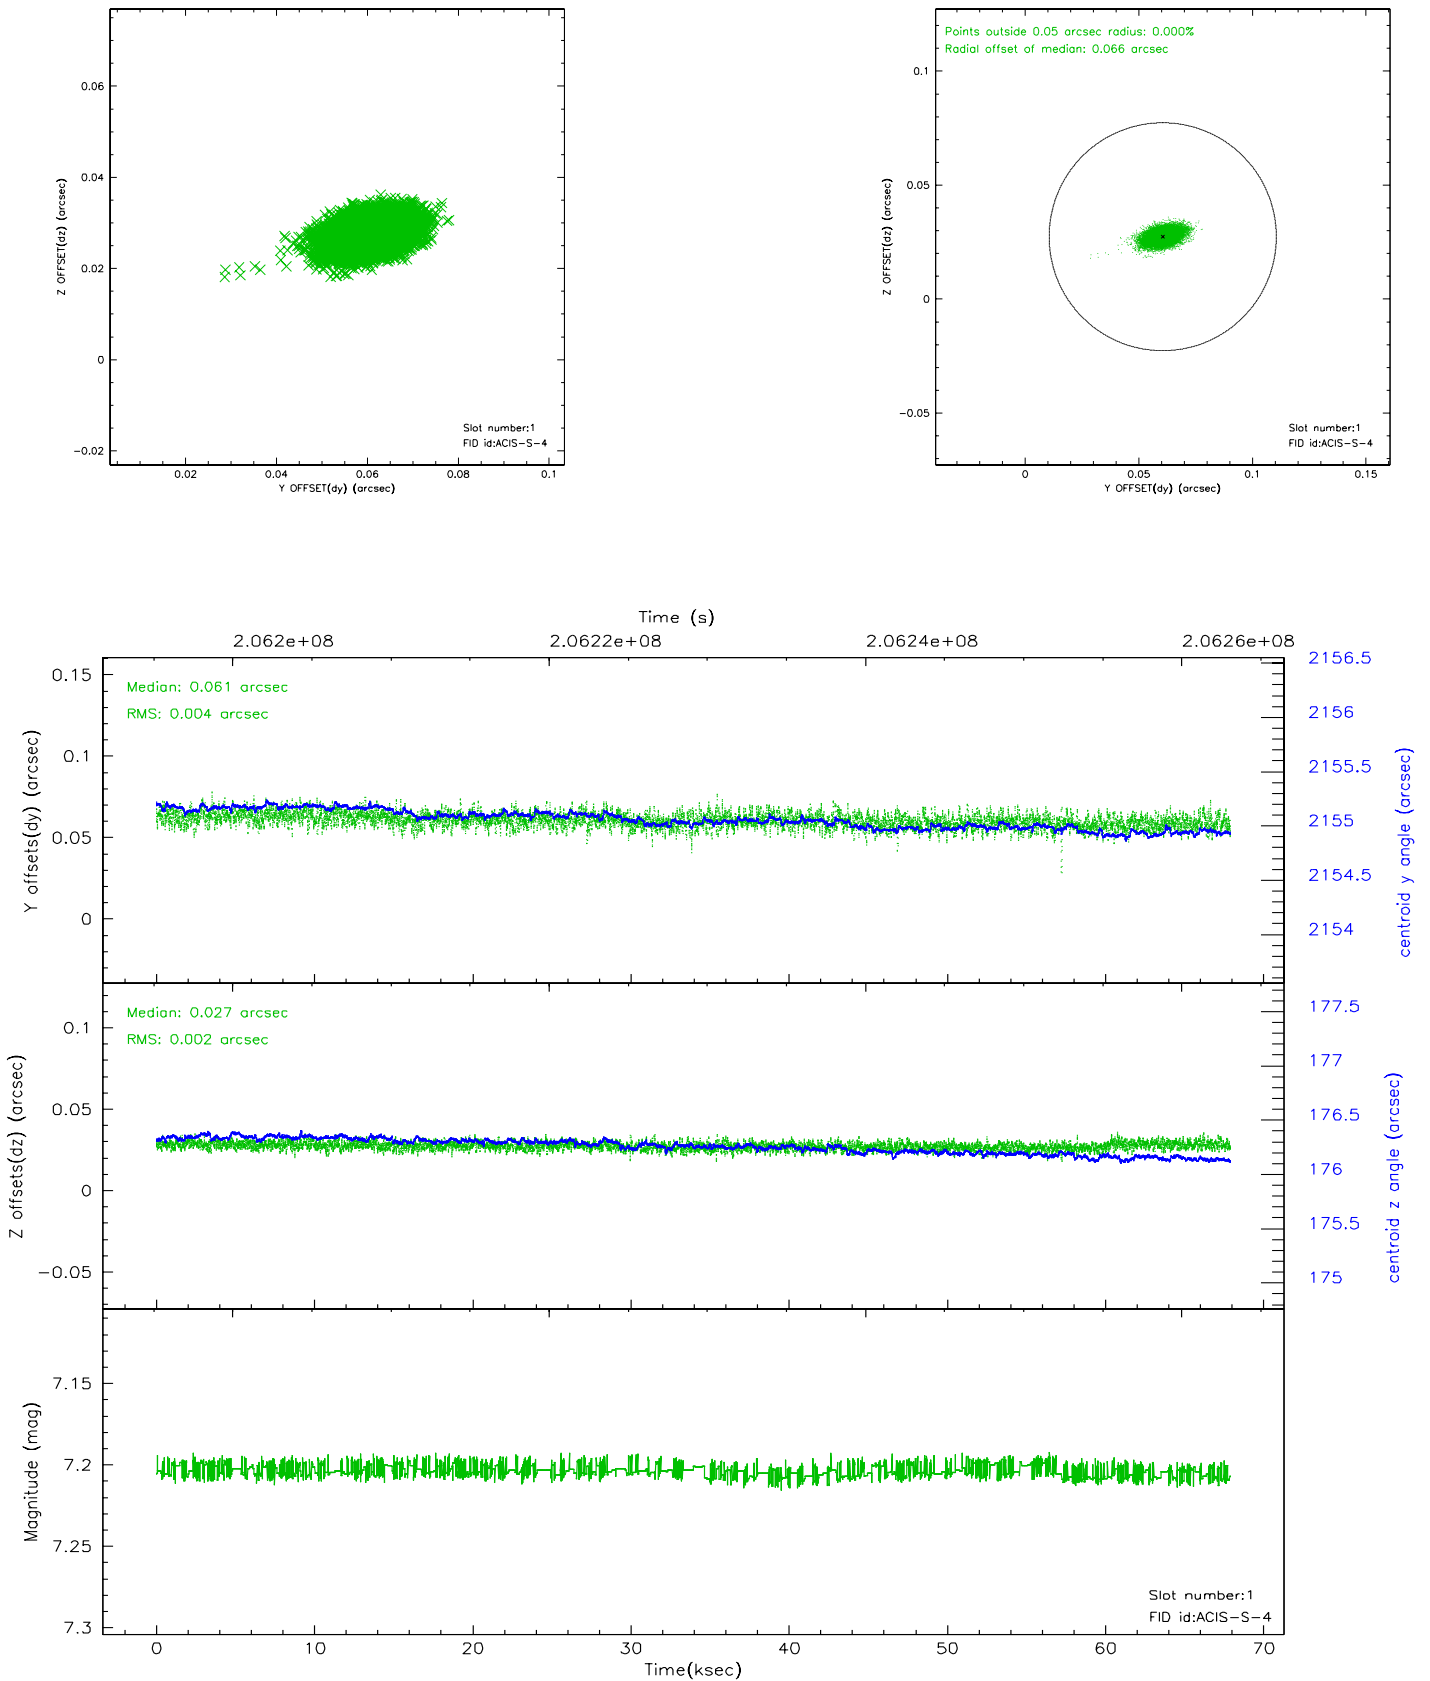 0.06
0.04
0.02
0
−0.02
Z OFFSET(dz) (arcsec)
Slot number:1
FID id:ACIS−S−4
0.02 0.04 0.06 0.08 0.1
Y OFFSET(dy) (arcsec)
Points outside 0.05 arcsec radius: 0.000%
Radial offset of median: 0.066 arcsec
0.1
0.05
0
−0.05
Z OFFSET(dz) (arcsec)
Slot number:1
FID id:ACIS−S−4
0 0.05 0.1 0.15
Y OFFSET(dy) (arcsec)
Time (s)
2.062e+08 2.0622e+08 2.0624e+08 2.0626e+08
Median: 0.061 arcsec
RMS: 0.004 arcsec
0.15
0.1
0.05
0
Y offsets(dy) (arcsec)
2156.5
2156
2155.5
2155
2154.5
2154
centroid y angle (arcsec)
Median: 0.027 arcsec
RMS: 0.002 arcsec
0.1
0.05
0
−0.05
Z offsets(dz) (arcsec)
177.5
177
176.5
176
175.5
175
centroid z angle (arcsec)
7.15
7.2
7.25
7.3
Magnitude (mag)
Slot number:1
FID id:ACIS−S−4
0 10 20 30 40 50 60 70
Time(ksec)